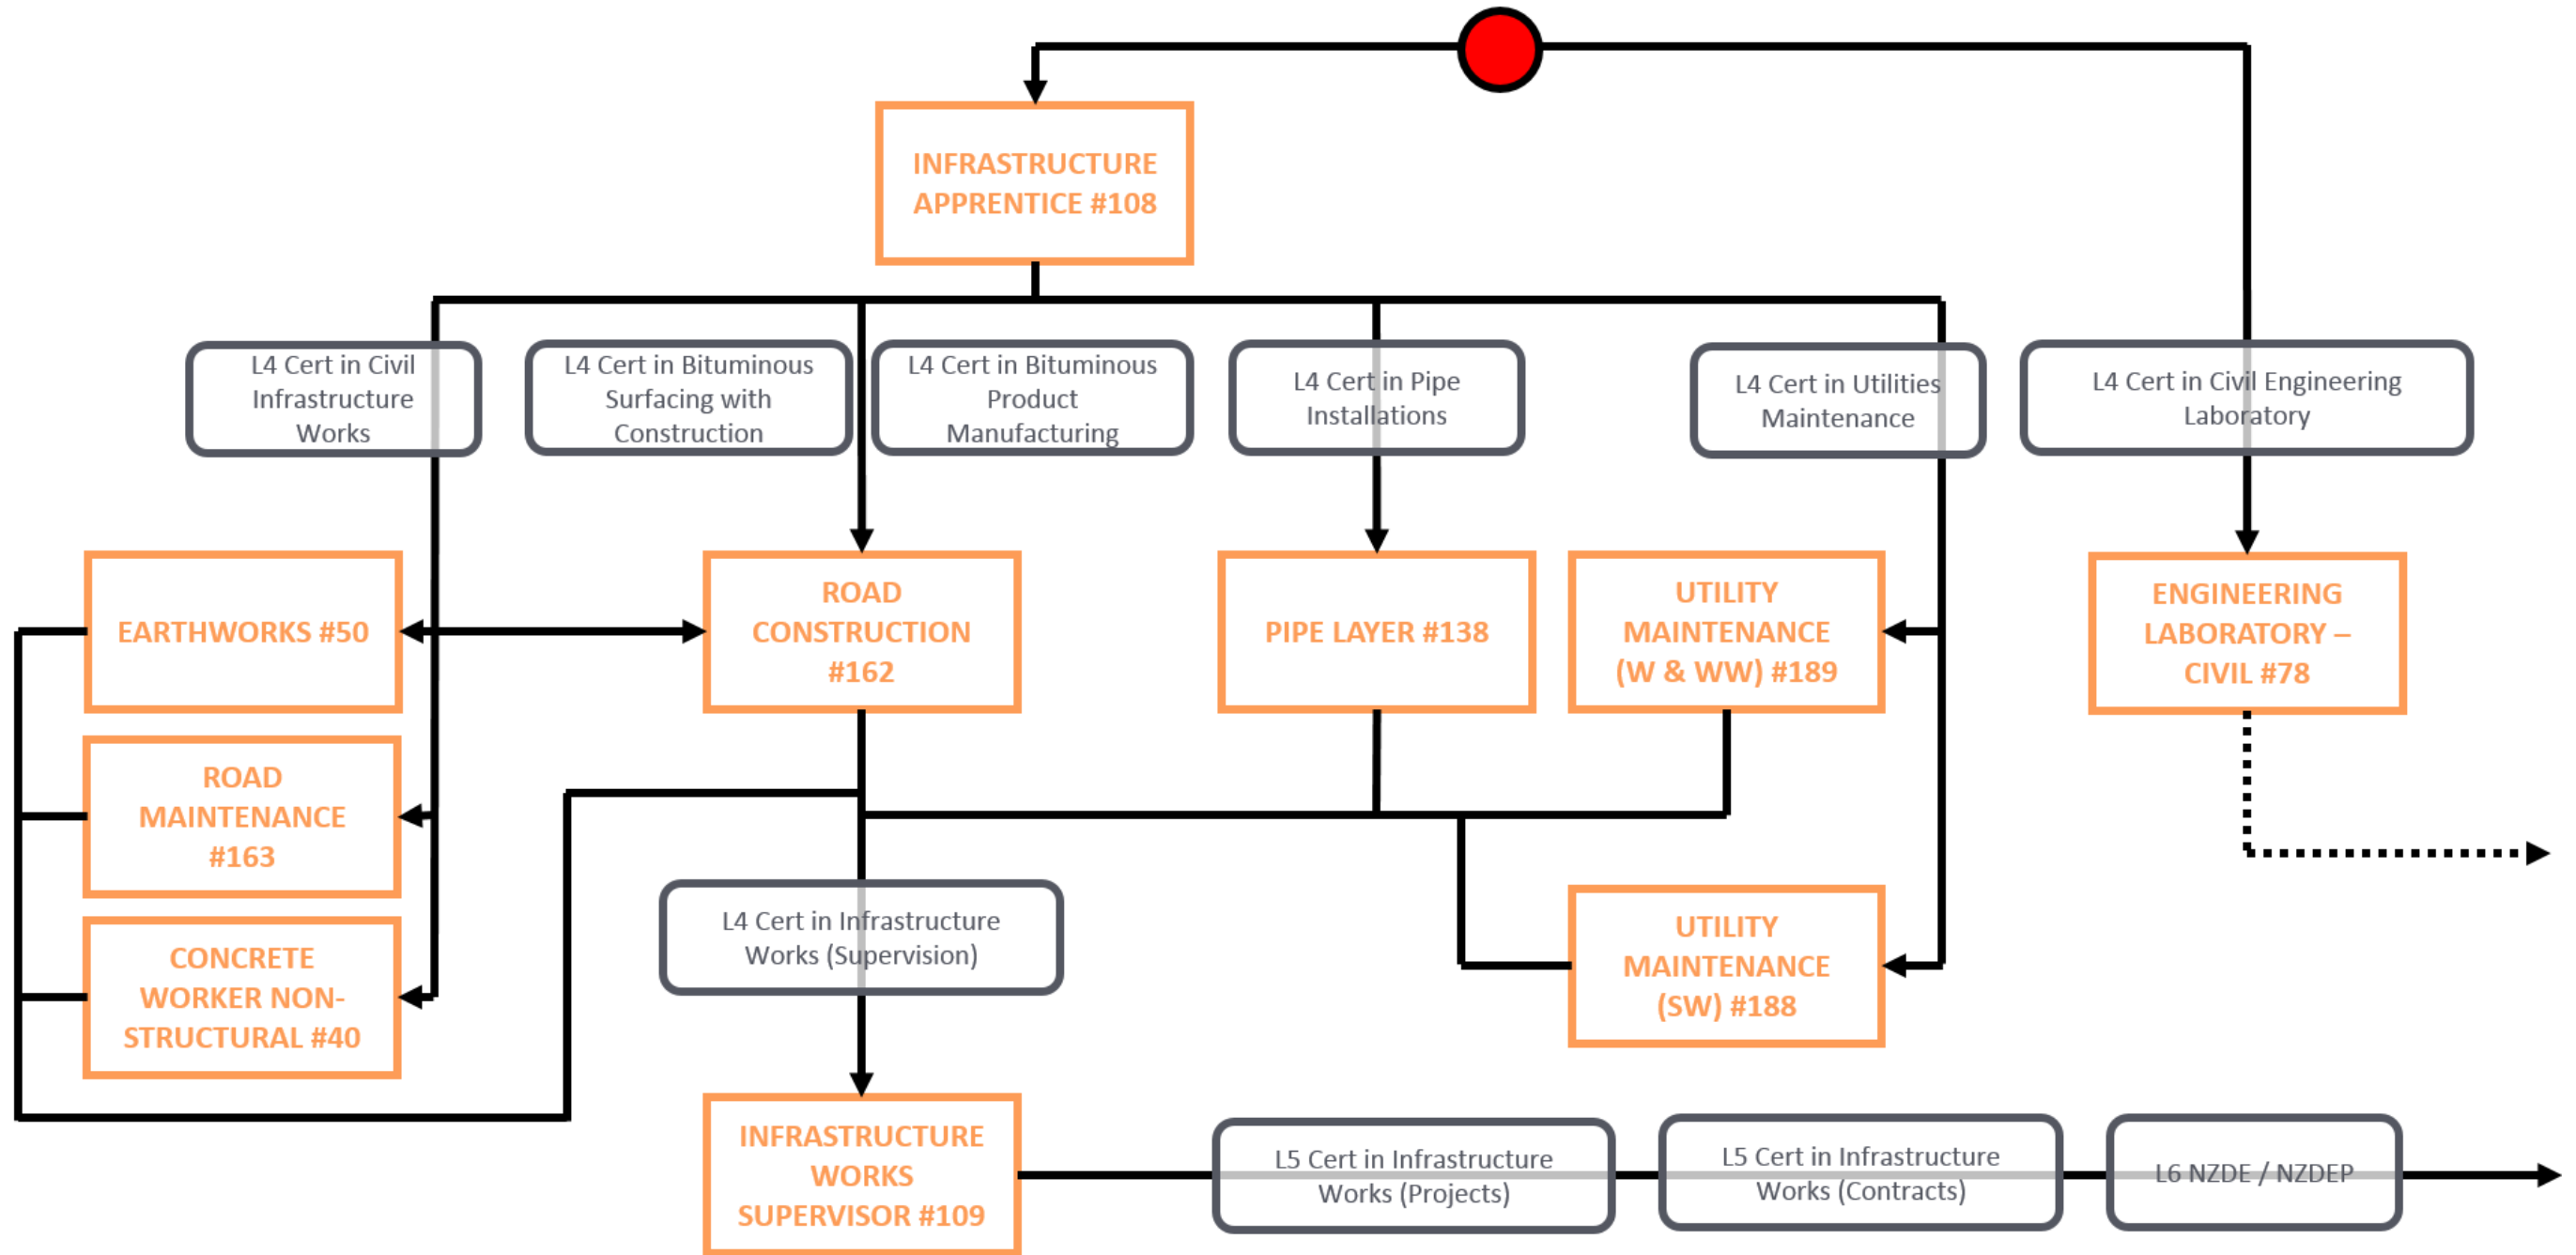 INFRASTRUCTURE
APPRENTICE #108
L4 Cert in Civil
Infrastructure
Works
L4 Cert in Bituminous
Surfacing with
Construction
L4 Cert in Bituminous
Product
Manufacturing
L4 Cert in Pipe
Installations
L4 Cert in Utilities
Maintenance
L4 Cert in Civil Engineering
Laboratory
EARTHWORKS #50
ROAD
CONSTRUCTION
#162
PIPE LAYER #138
UTILITY
MAINTENANCE
(W & WW) #189
ENGINEERING
LABORATORY –
CIVIL #78
ROAD
MAINTENANCE
#163
CONCRETE
WORKER NON-
STRUCTURAL #40
L4 Cert in Infrastructure
Works (Supervision)
UTILITY
MAINTENANCE
(SW) #188
INFRASTRUCTURE
WORKS
SUPERVISOR #109
L5 Cert in Infrastructure
Works (Projects)
L5 Cert in Infrastructure
Works (Contracts)
L6 NZDE / NZDEP